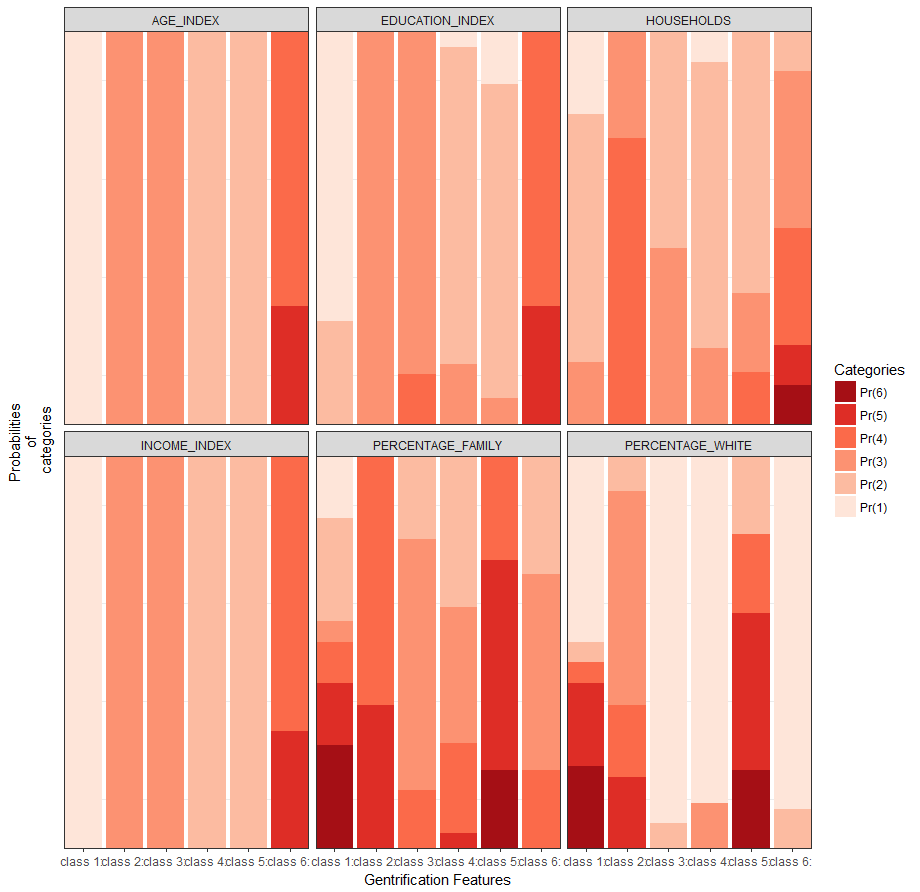 AGE_INDEX EDUCATION_INDEX HOUSEHOLDS
INCOME_INDEX PERCENTAGE_FAMILY PERCENTAGE_WHITE
Probabilities
of
categories
Categories
Pr(6)
Pr(5)
Pr(4)
Pr(3)
Pr(2)
Pr(1)
class 1: class 2: class 3: class 4: class 5: class 6: class 1: class 2: class 3: class 4: class 5: class 6: class 1: class 2: class 3: class 4: class 5: class 6:
Gentrification Features